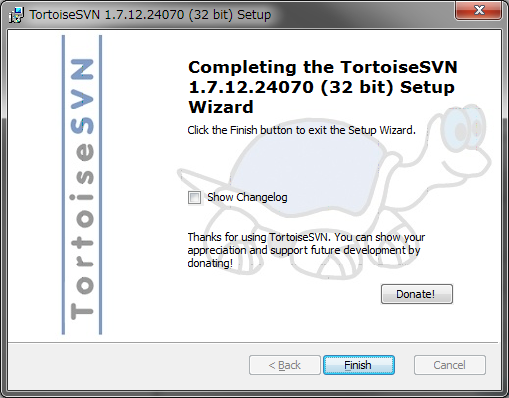 TortoiseSVN 1.7.12.24070 (32 bit) Setup
TortoiseSVN
Completing the TortoiseSVN
1.7.12.24070 (32 bit) Setup
Wizard
Click the Finish button to exit the Setup Wizard.
Show Changelog
Thanks for using TortoiseSVN. You can show your
appreciation and support future development by
donating!
Donate!
< Back
Finish
Cancel